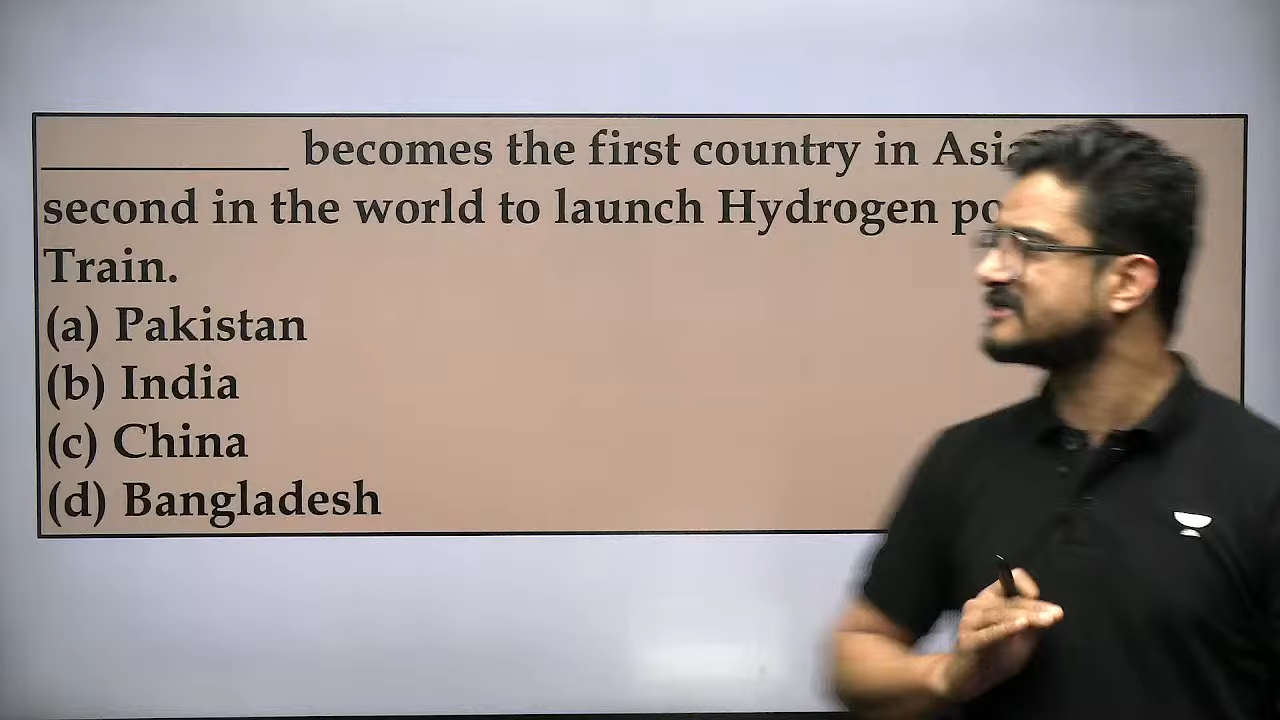 ____________ becomes the first country in Asia
second in the world to launch Hydrogen
Train.
(a) Pakistan
(b) India
(c) China
(d) Bangladesh